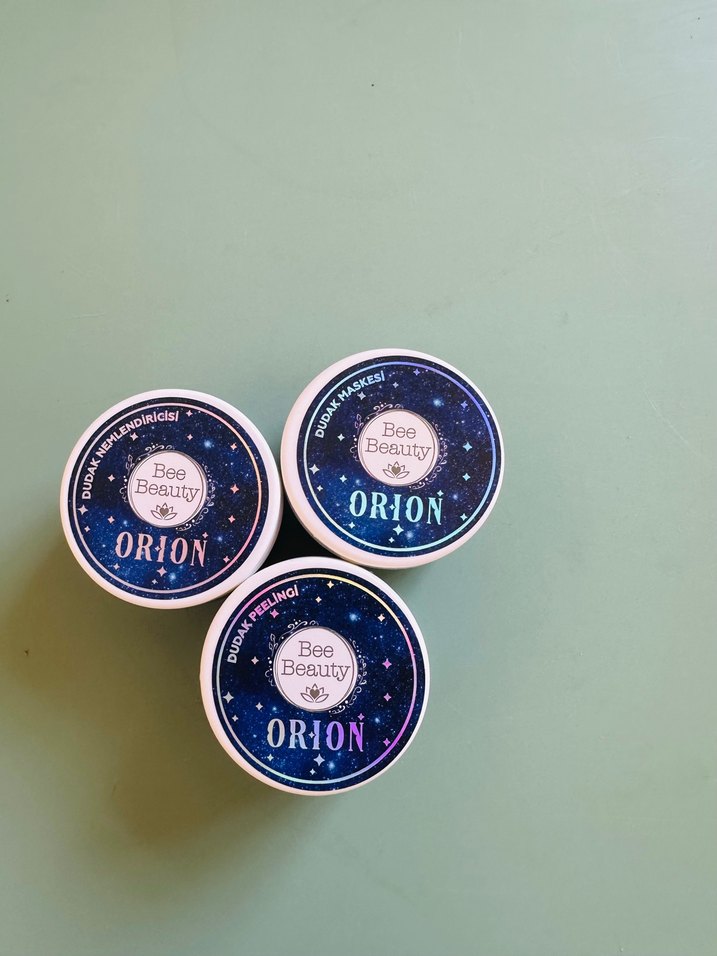 DUDAK NEMLENDİRİCİSİ
Bee
Beauty
ORION
DUDAK MASKESİ
Bee
Beauty
ORION
DUDAK PEELİNGİ
Bee
Beauty
ORION